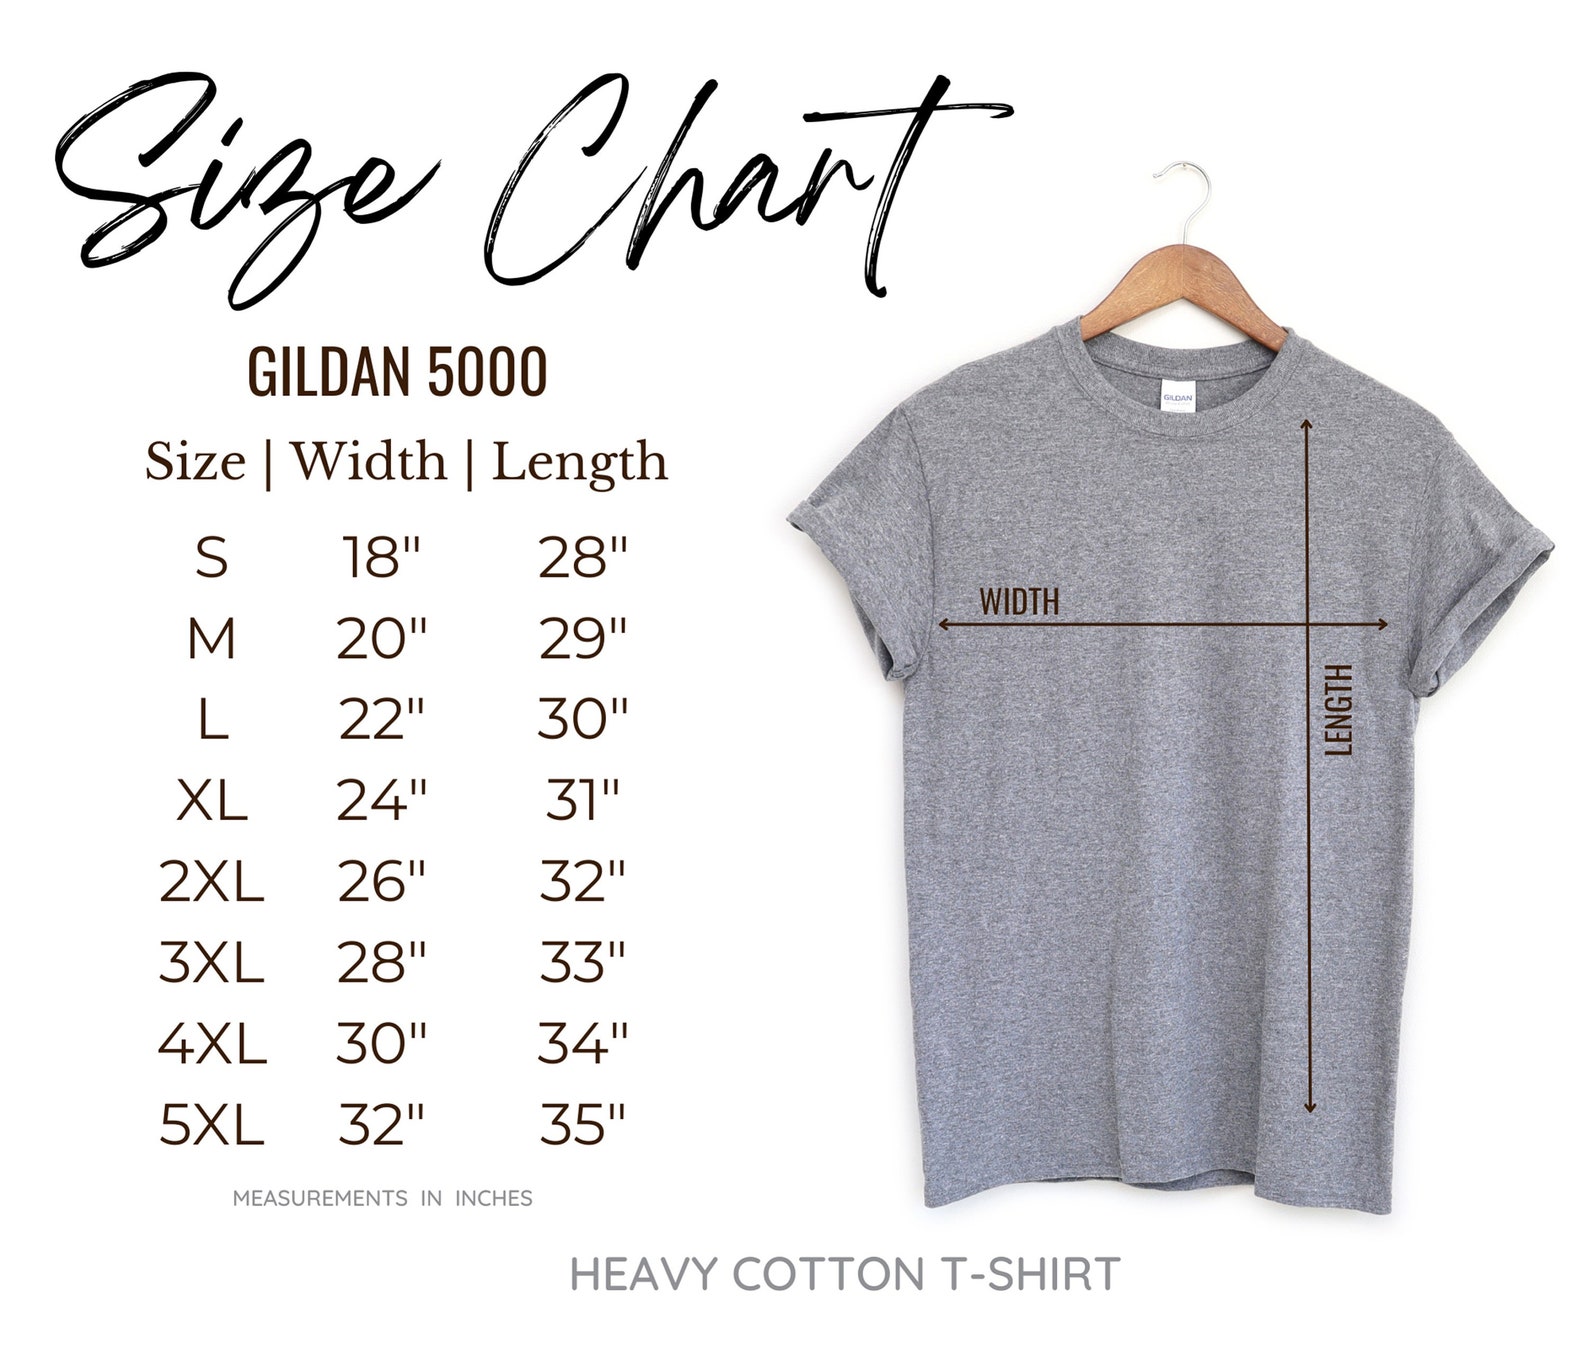 Size Chart
GILDAN 5000
Size | Width | Length
S 18" 28"
M 20" 29"
L 22" 30"
XL 24" 31"
2XL 26" 32"
3XL 28" 33"
4XL 30" 34"
5XL 32" 35"
MEASUREMENTS IN INCHES
GILDAN
WIDTH
LENGTH
HEAVY COTTON T-SHIRT